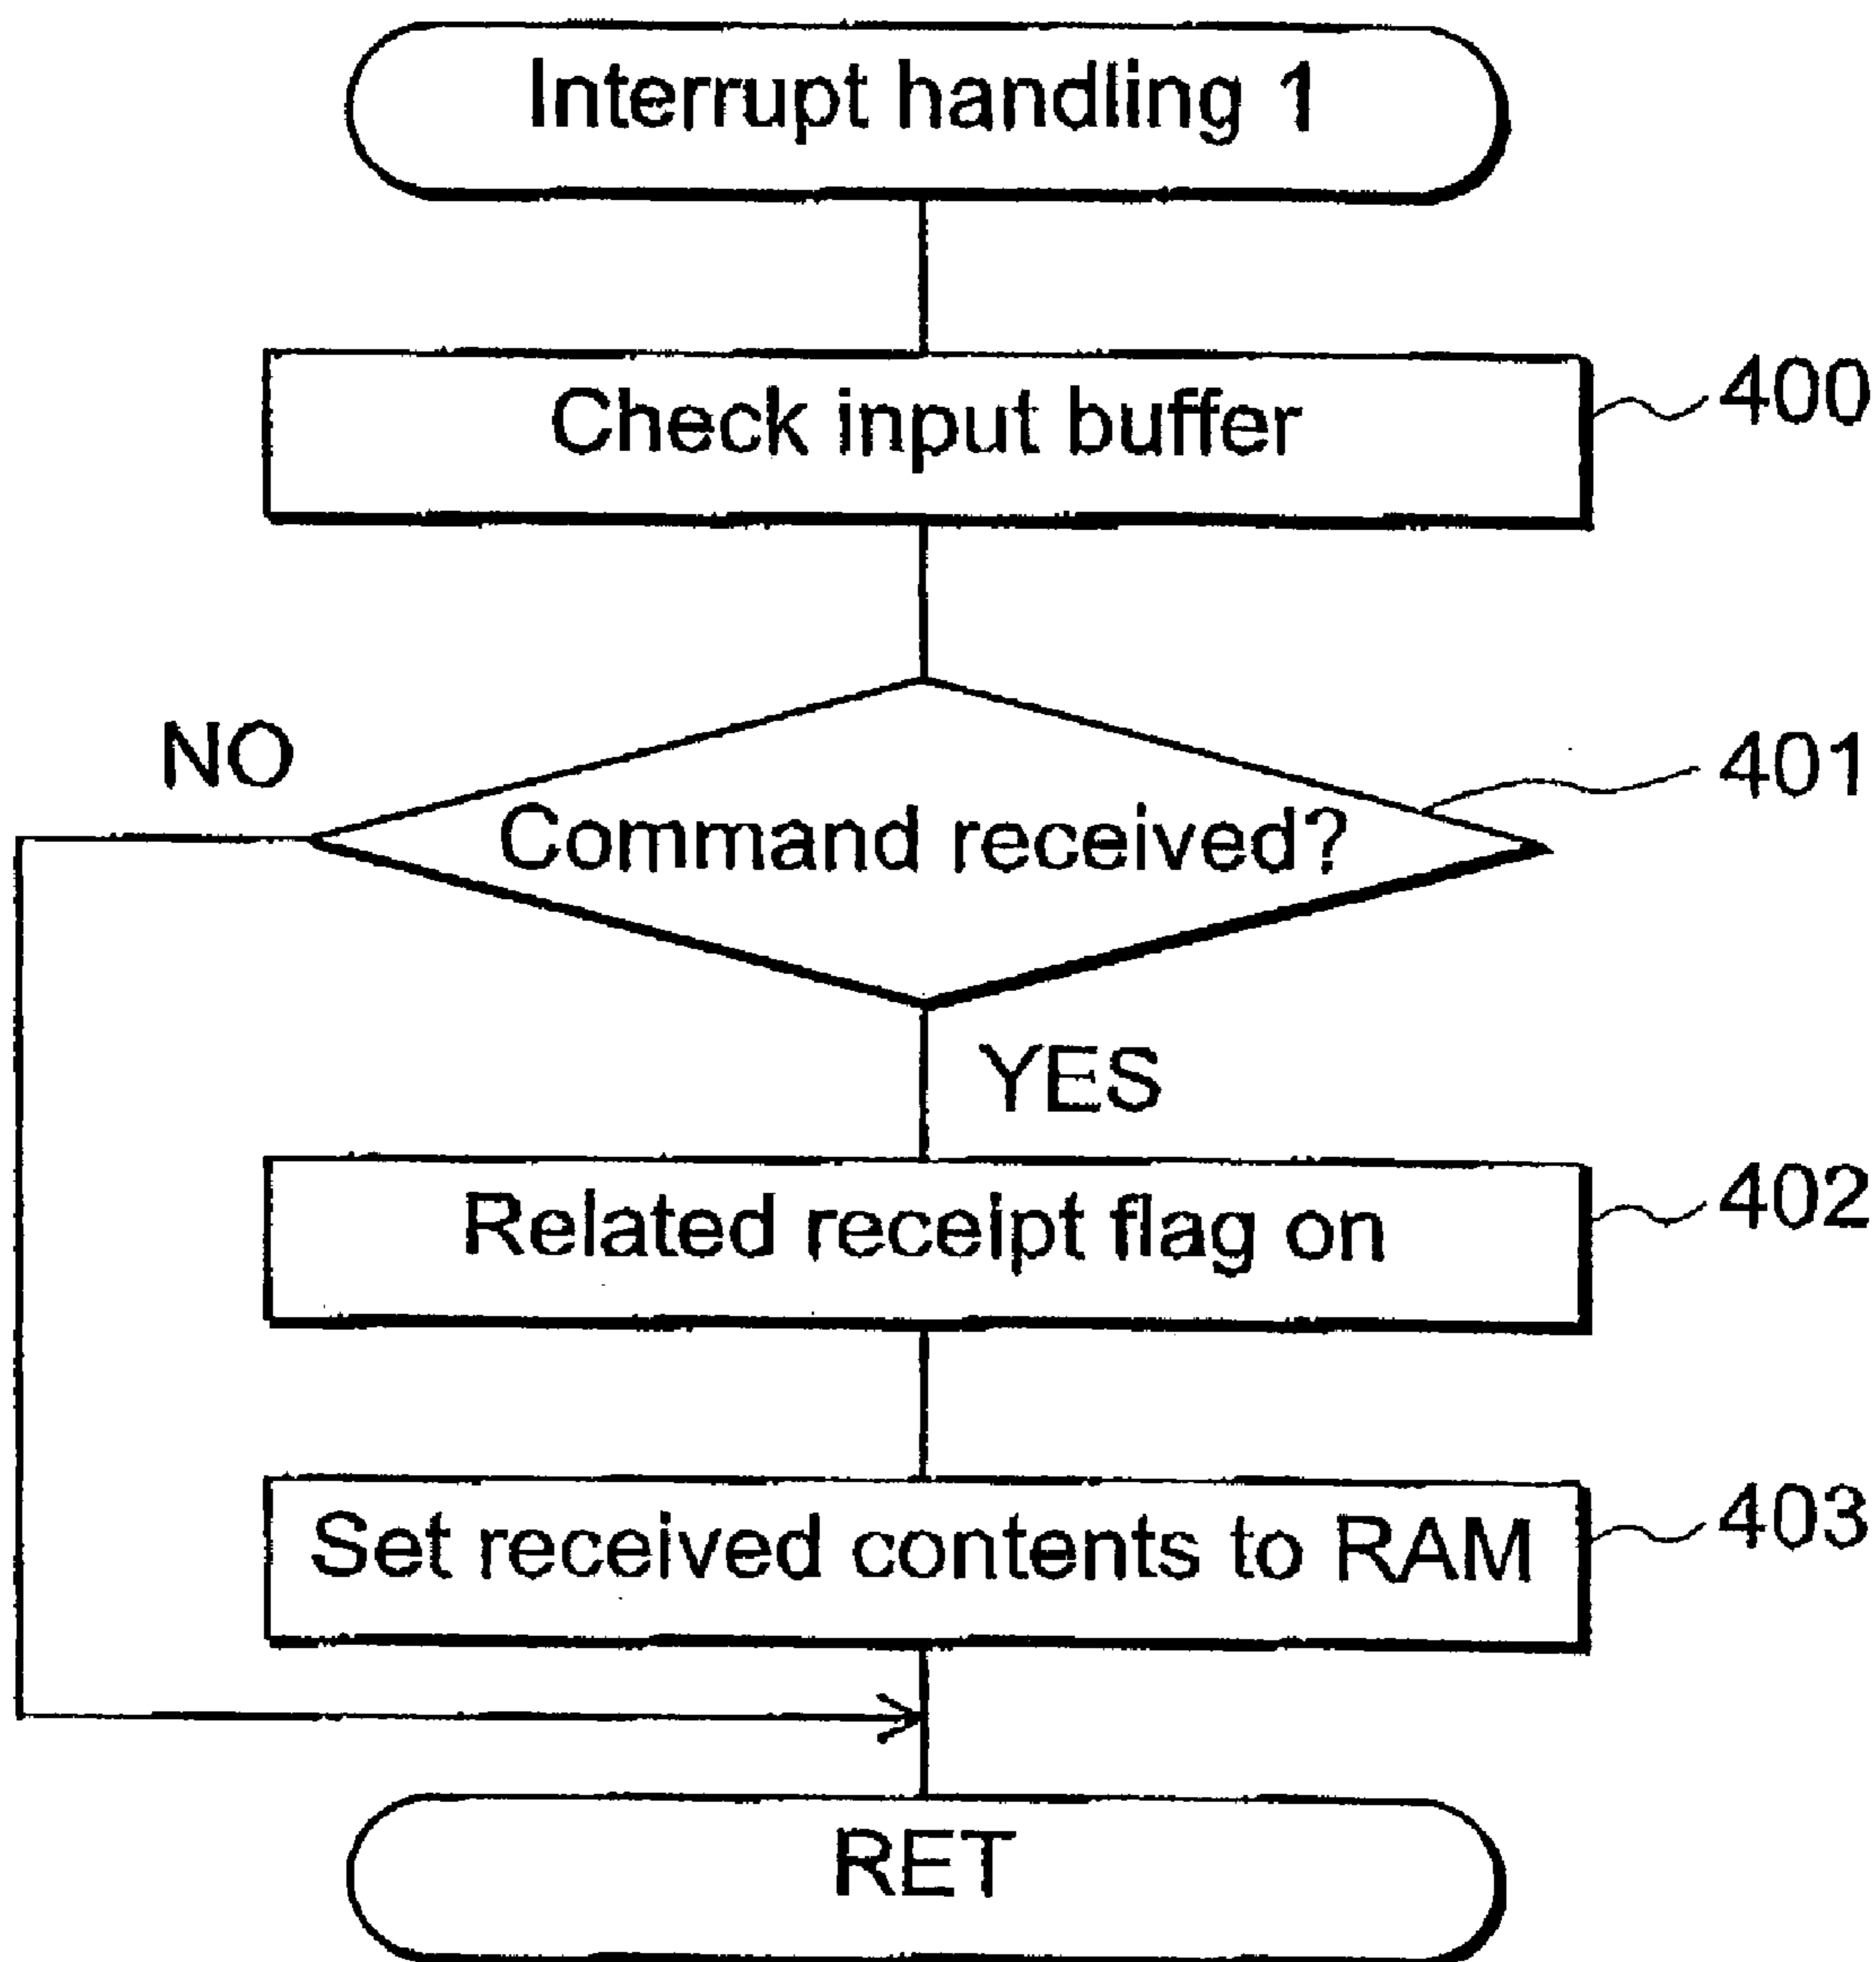 Interrupt handling 1
Check input buffer
400
NO
401
Command received?
YES
Related receipt flag on
402
Set received contents to RAM
403
RET